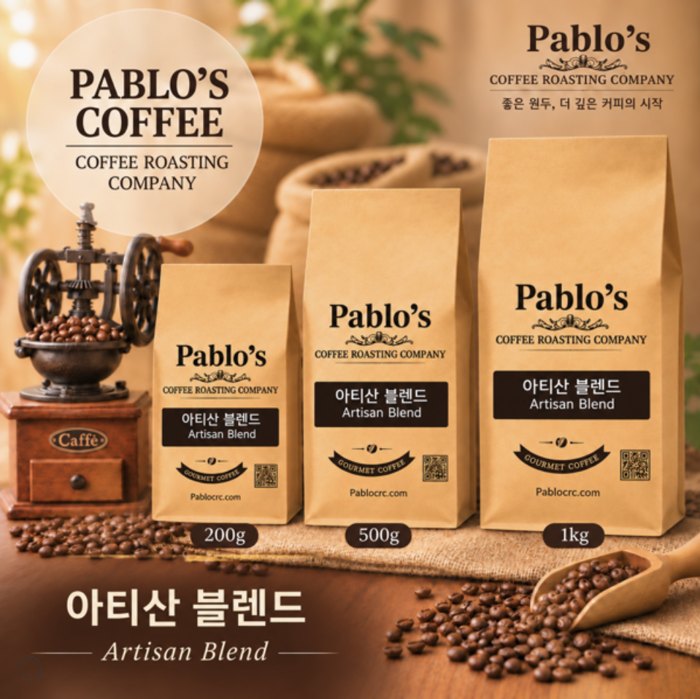 PABLO'S
COFFEE
COFFEE ROASTING
COMPANY
Pablo's
COFFEE ROASTING COMPANY
좋은 원두, 더 깊은 커피의 시작
Caffè
Pablo's
COFFEE ROASTING COMPANY
아티산 블렌드
Artisan Blend
GOURMET COFFEE
Pablocrc.com
200g
Pablo's
COFFEE ROASTING COMPANY
아티산 블렌드
Artisan Blend
GOURMET COFFEE
Pablocrc.com
500g
Pablo's
COFFEE ROASTING COMPANY
아티산 블렌드
Artisan Blend
GOURMET COFFEE
Pablocrc.com
1kg
아티산 블렌드
Artisan Blend